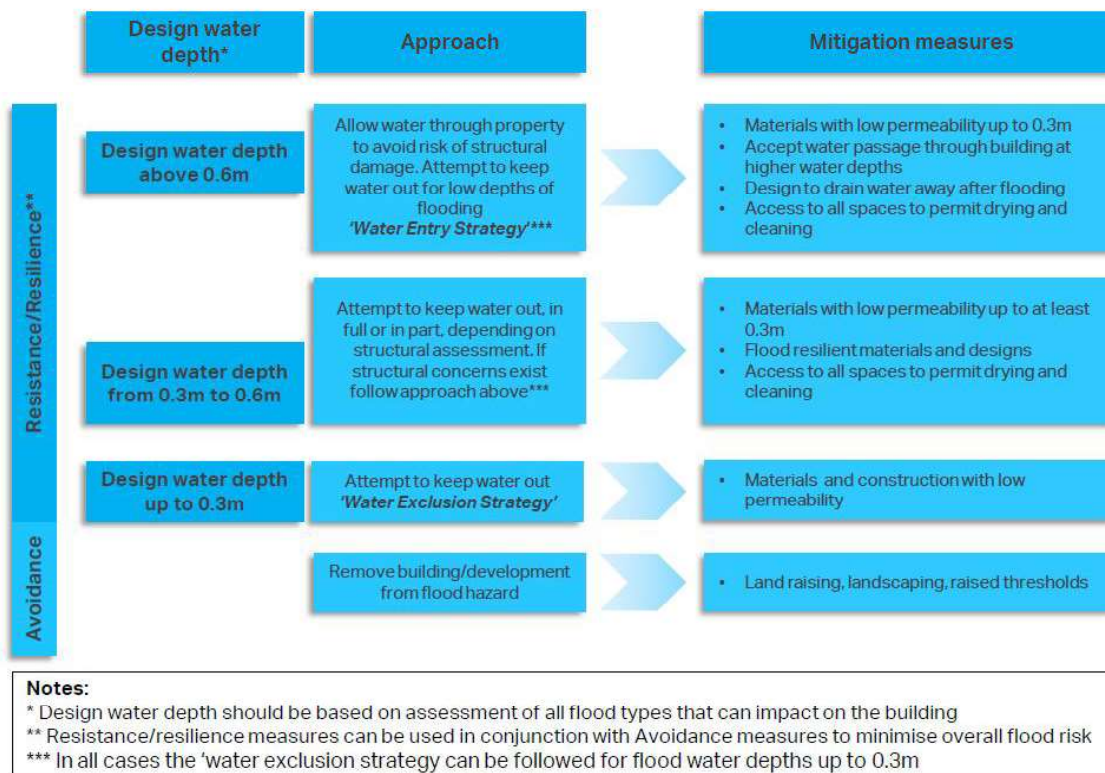 Design water
depth*
Approach
Mitigation measures
Resistance/Resilience**
Design water depth
above 0.6m
Allow water through property
to avoid risk of structural
damage. Attempt to keep
water out for low depths of
flooding
'Water Entry Strategy'***
• Materials with low permeability up to 0.3m
• Accept water passage through building at
higher water depths
• Design to drain water away after flooding
• Access to all spaces to permit drying and
cleaning
Design water depth
from 0.3m to 0.6m
Attempt to keep water out, in
full or in part, depending on
structural assessment. If
structural concerns exist
follow approach above***
• Materials with low permeability up to at least
0.3m
• Flood resilient materials and designs
• Access to all spaces to permit drying and
cleaning
Design water depth
up to 0.3m
Attempt to keep water out
'Water Exclusion Strategy'
• Materials and construction with low
permeability
Avoidance
Remove building/development
from flood hazard
• Land raising, landscaping, raised thresholds
Notes:
* Design water depth should be based on assessment of all flood types that can impact on the building
** Resistance/resilience measures can be used in conjunction with Avoidance measures to minimise overall flood risk
*** In all cases the 'water exclusion strategy can be followed for flood water depths up to 0.3m